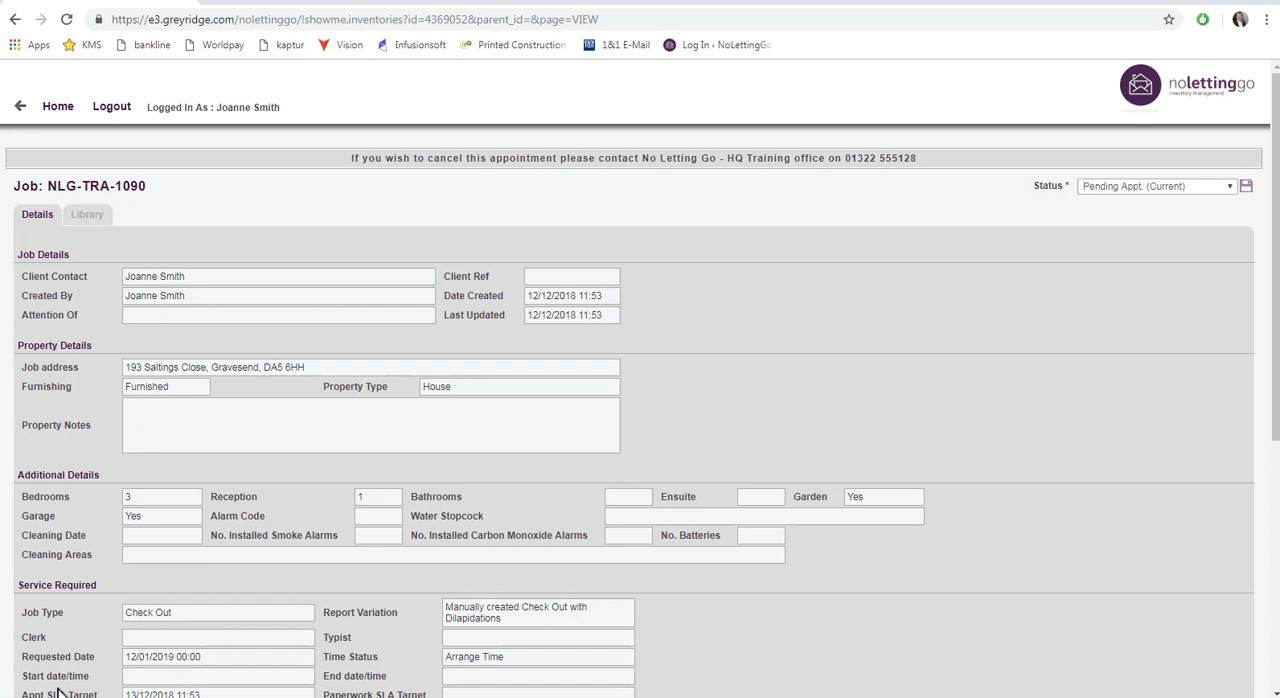 https://e3.greyridge.com/nolettinggo/!showme.inventories?id=4369052&parent_id=&page=VIEW
Apps KMS bankline Worldpay kaptur Vision Infusionsoft Printed Construction 1&1 E-Mail Log In ‹ NoLettingGo
Home Logout Logged In As : Joanne Smith
nolettinggo
inventory management
If you wish to cancel this appointment please contact No Letting Go - HQ Training office on 01322 555128
Job: NLG-TRA-1090 Status * Pending Appt. (Current)
Details Library
Job Details
Client Contact Joanne Smith Client Ref
Created By Joanne Smith Date Created 12/12/2018 11:53
Attention Of Last Updated 12/12/2018 11:53
Property Details
Job address 193 Saltings Close, Gravesend, DA5 6HH
Furnishing Furnished Property Type House
Property Notes
Additional Details
Bedrooms 3 Reception 1 Bathrooms Ensuite Garden Yes
Garage Yes Alarm Code Water Stopcock
Cleaning Date No. Installed Smoke Alarms No. Installed Carbon Monoxide Alarms No. Batteries
Cleaning Areas
Service Required
Job Type Check Out Report Variation Manually created Check Out with
Dilapidations
Clerk Typist
Requested Date 12/01/2019 00:00 Time Status Arrange Time
Start date/time End date/time
Appt SLA Target 13/12/2018 11:53 Paperwork SLA Target